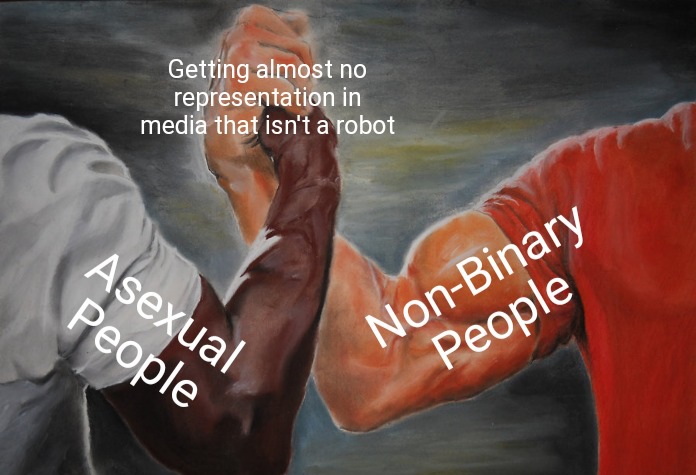 Getting almost no
representation in
media that isn't a robot
Asexual
People
Non-Binary
People